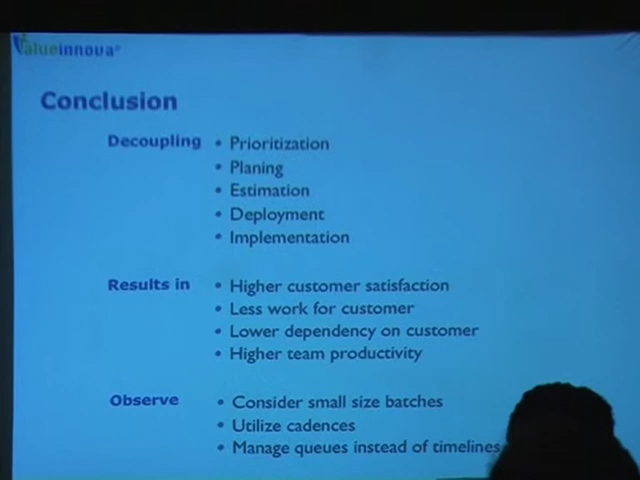 Valueinnova®
Conclusion
Decoupling • Prioritization
• Planing
• Estimation
• Deployment
• Implementation
Results in • Higher customer satisfaction
• Less work for customer
• Lower dependency on customer
• Higher team productivity
Observe • Consider small size batches
• Utilize cadences
• Manage queues instead of timelines